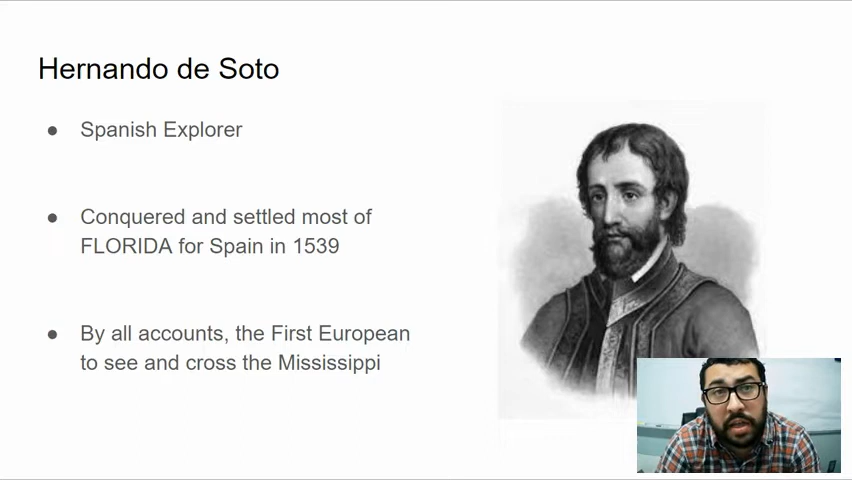 Hernando de Soto
● Spanish Explorer
● Conquered and settled most of
FLORIDA for Spain in 1539
● By all accounts, the First European
to see and cross the Mississippi